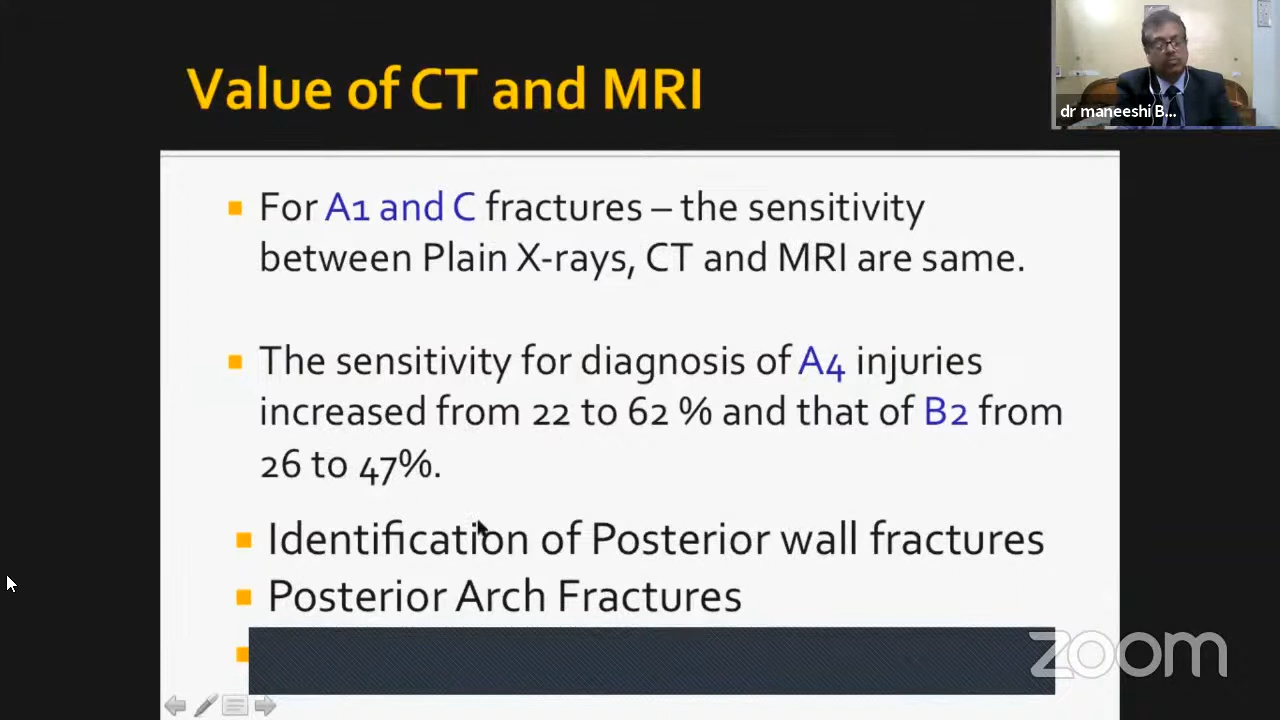 Value of CT and MRI
dr maneeshi B...
For A1 and C fractures – the sensitivity
between Plain X-rays, CT and MRI are same.
The sensitivity for diagnosis of A4 injuries
increased from 22 to 62 % and that of B2 from
26 to 47%.
Identification of Posterior wall fractures
Posterior Arch Fractures
zoom